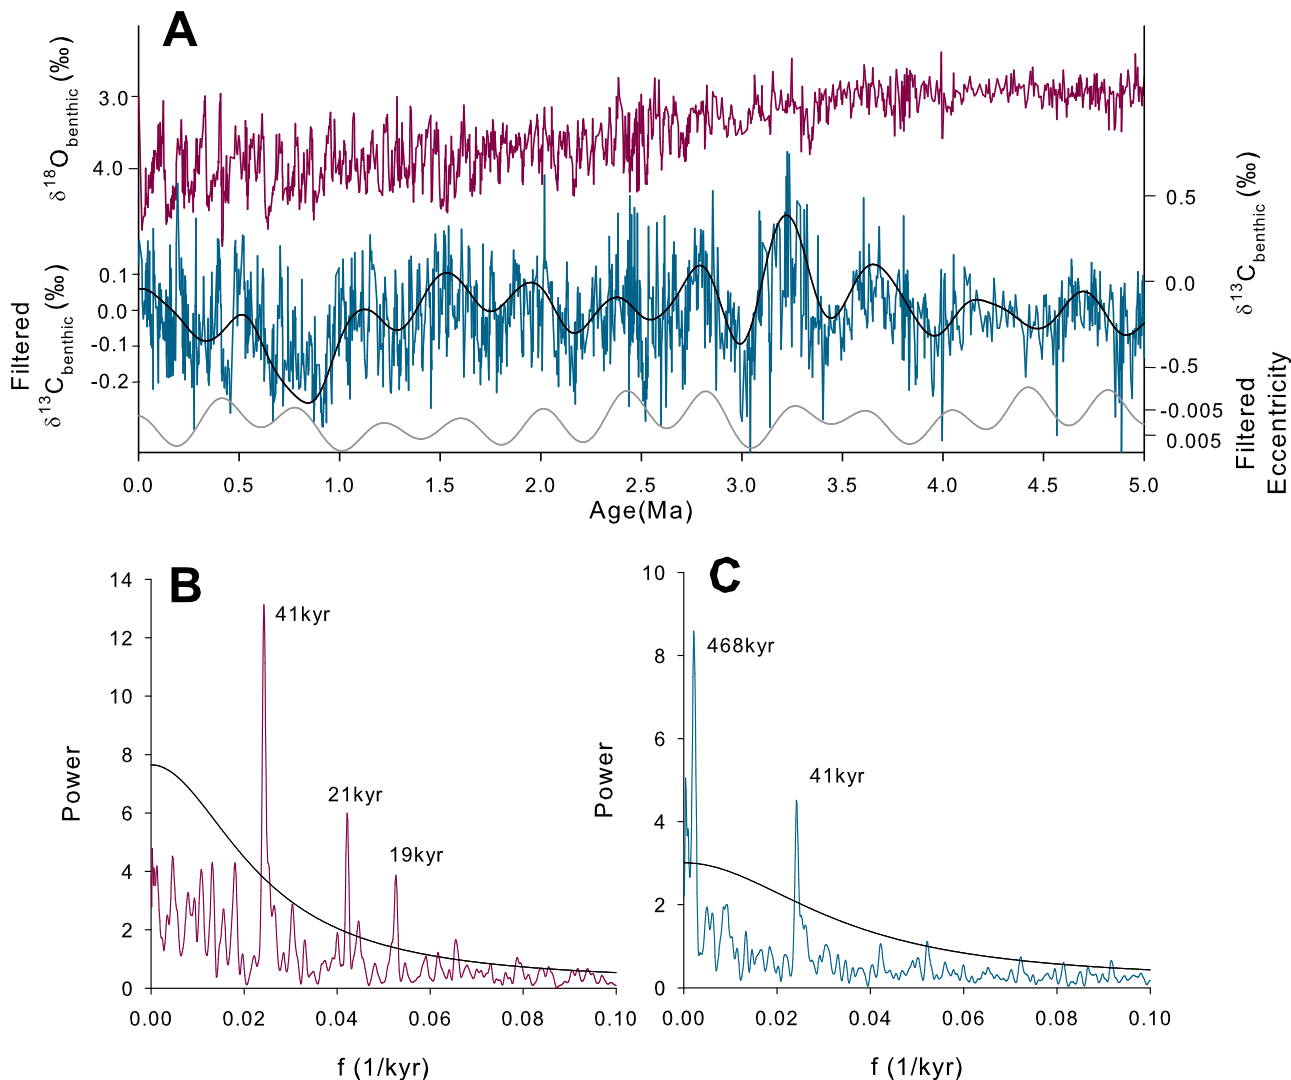 A
δ18Obenthic (‰)
3.0
4.0
Filtered
δ13Cbenthic (‰)
0.1
0.0
-0.1
-0.2
0.5
0.0
-0.5
δ13Cbenthic (‰)
-0.005
0.005
Filtered
Eccentricity
0.0 0.5 1.0 1.5 2.0 2.5 3.0 3.5 4.0 4.5 5.0
Age(Ma)
B
14
12
10
8
6
4
2
0
Power
41kyr
21kyr
19kyr
0.00 0.02 0.04 0.06 0.08 0.10
f (1/kyr)
C
10
8
6
4
2
0
Power
468kyr
41kyr
0.00 0.02 0.04 0.06 0.08 0.10
f (1/kyr)